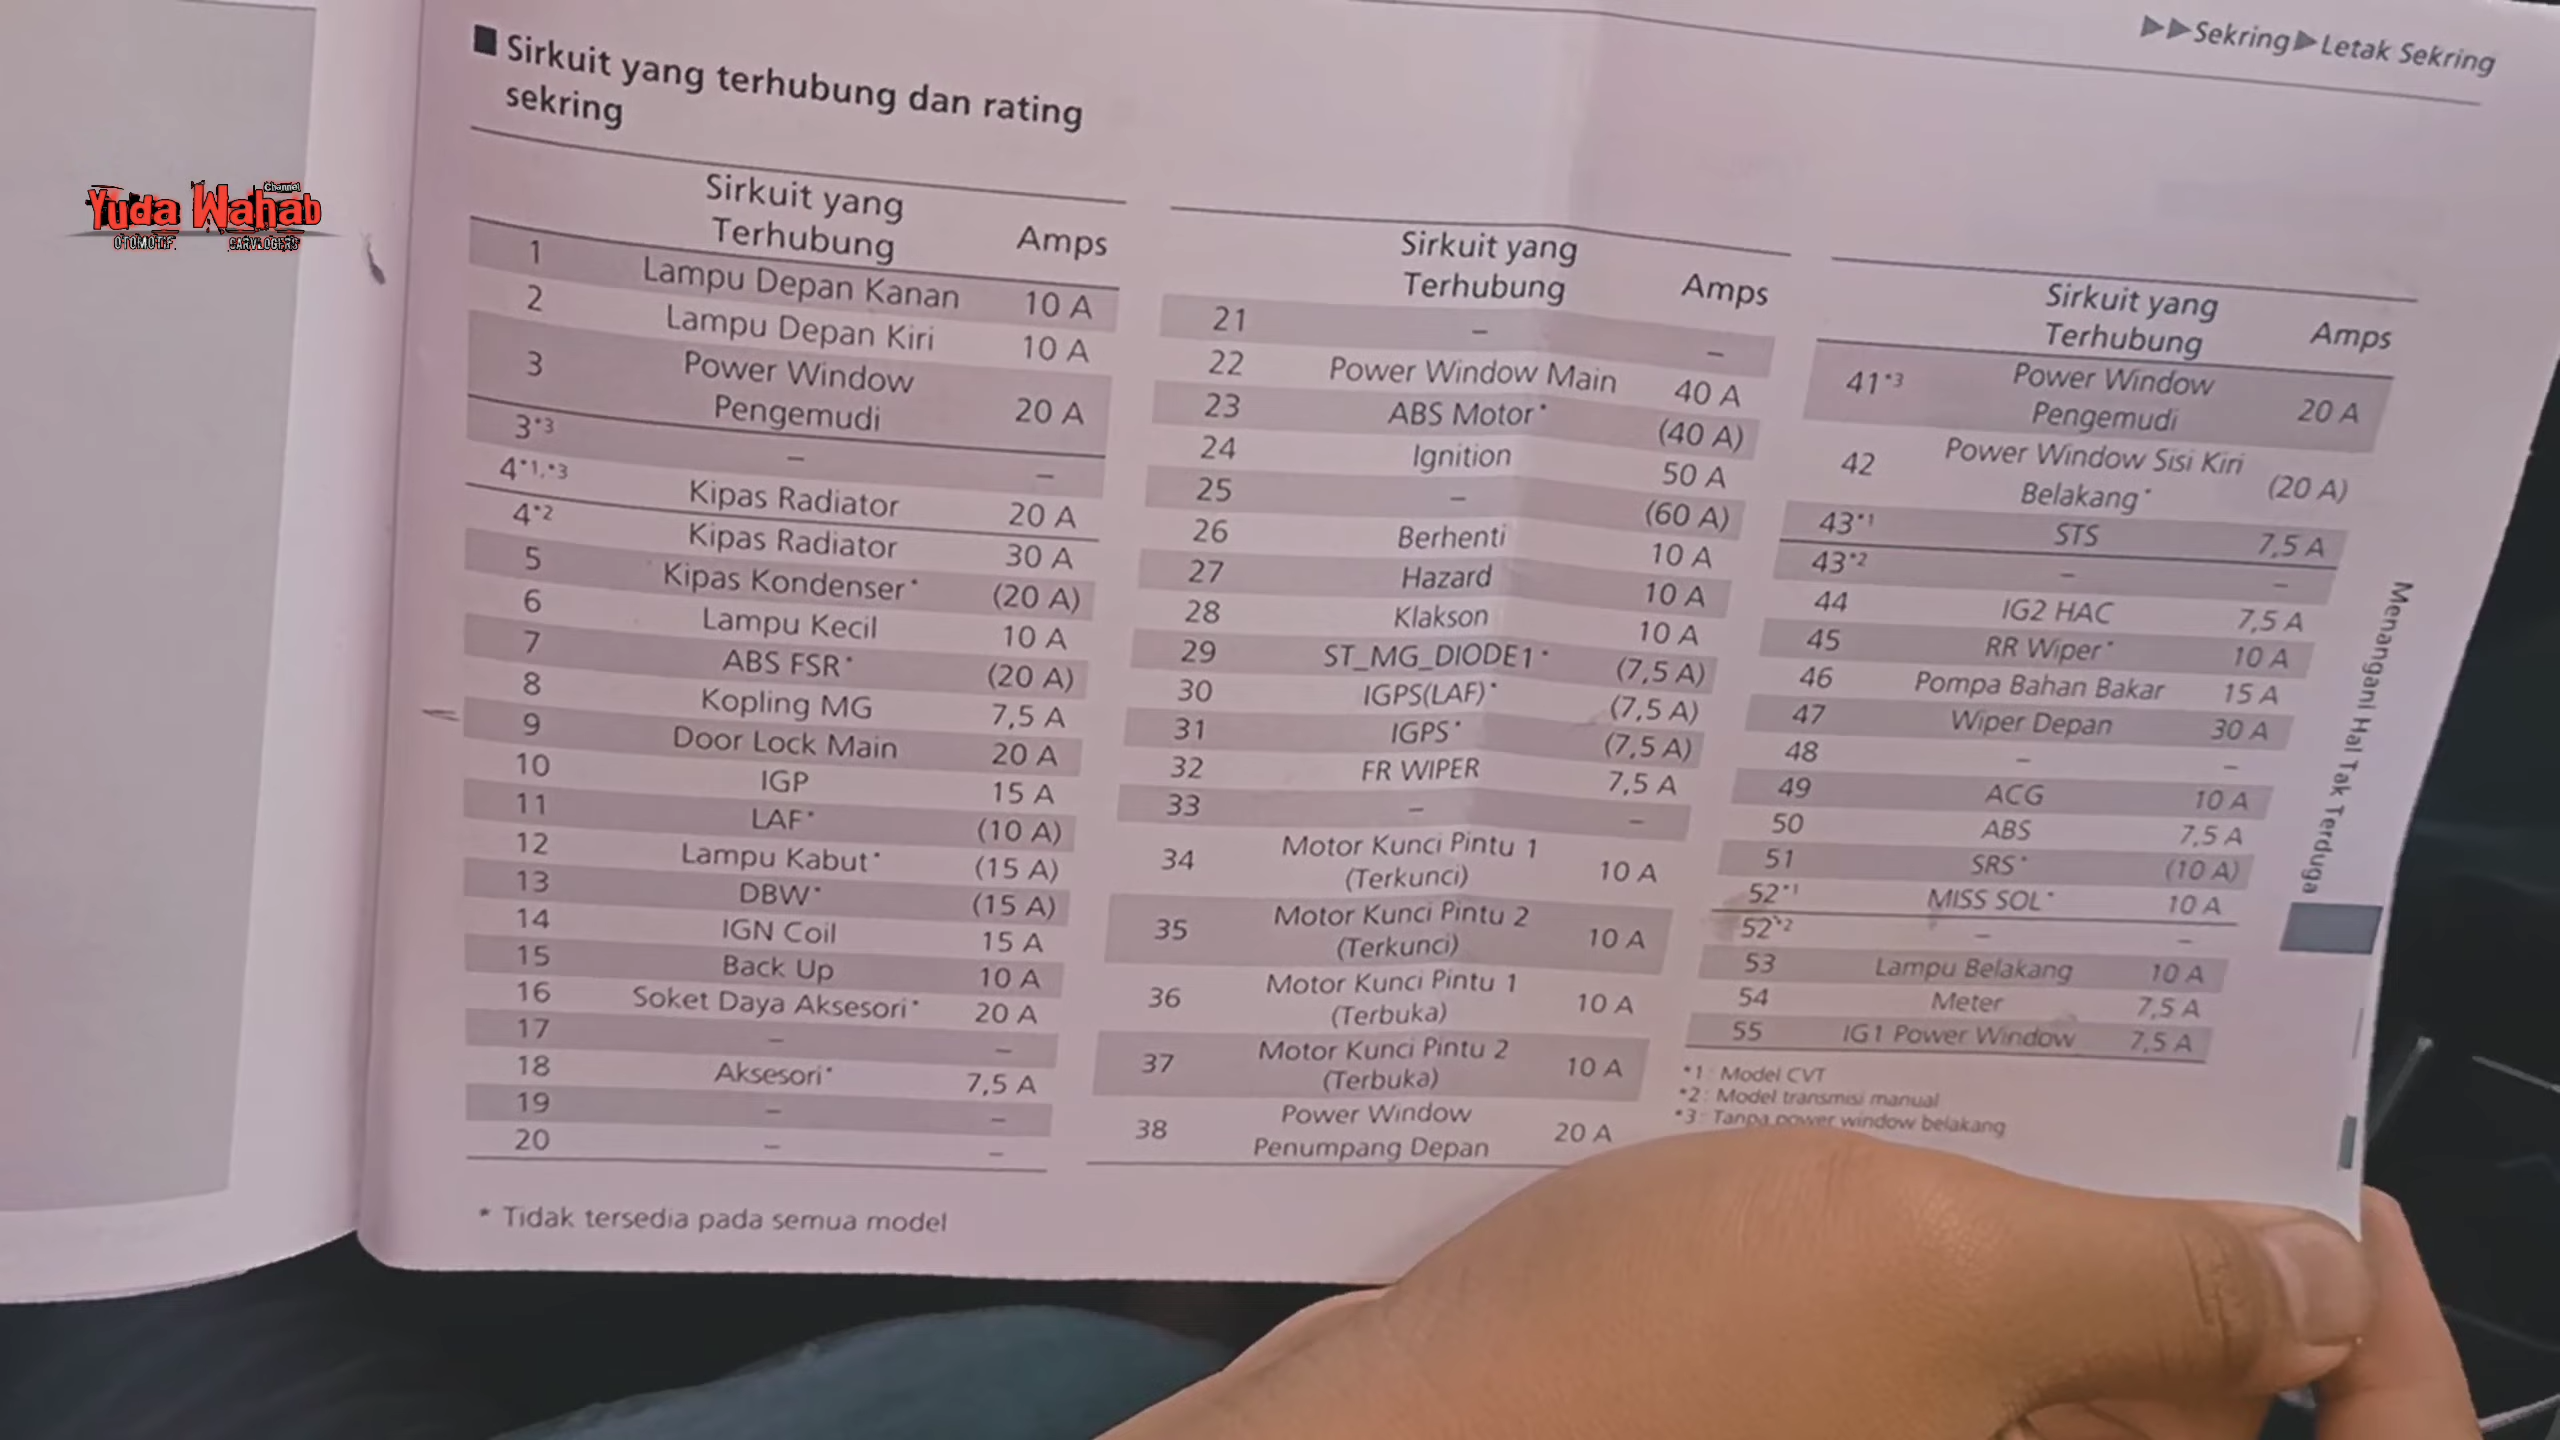 ▶▶Sekring▶Letak Sekring
■ Sirkuit yang terhubung dan rating
sekring
Channel
Yuda Wahab
OTOMOTIF CARVLOGERS
Sirkuit yang
Terhubung Amps
1 Lampu Depan Kanan 10 A
2 Lampu Depan Kiri 10 A
3 Power Window
Pengemudi 20 A
3*3 – –
4*1,*3 Kipas Radiator 20 A
4*2 Kipas Radiator 30 A
5 Kipas Kondenser* (20 A)
6 Lampu Kecil 10 A
7 ABS FSR* (20 A)
8 Kopling MG 7,5 A
9 Door Lock Main 20 A
10 IGP 15 A
11 LAF* (10 A)
12 Lampu Kabut* (15 A)
13 DBW* (15 A)
14 IGN Coil 15 A
15 Back Up 10 A
16 Soket Daya Aksesori* 20 A
17 – –
18 Aksesori* 7,5 A
19 – –
20 – –
* Tidak tersedia pada semua model
Sirkuit yang
Terhubung Amps
21 – –
22 Power Window Main 40 A
23 ABS Motor* (40 A)
24 Ignition 50 A
25 – (60 A)
26 Berhenti 10 A
27 Hazard 10 A
28 Klakson 10 A
29 ST_MG_DIODE1* (7,5 A)
30 IGPS(LAF)* (7,5 A)
31 IGPS* (7,5 A)
32 FR WIPER 7,5 A
33 – –
34 Motor Kunci Pintu 1
(Terkunci) 10 A
35 Motor Kunci Pintu 2
(Terkunci) 10 A
36 Motor Kunci Pintu 1
(Terbuka) 10 A
37 Motor Kunci Pintu 2
(Terbuka) 10 A
38 Power Window
Penumpang Depan 20 A
Sirkuit yang
Terhubung Amps
41*3 Power Window
Pengemudi 20 A
42 Power Window Sisi Kiri
Belakang* (20 A)
43*1 STS 7,5 A
43*2 – –
44 IG2 HAC 7,5 A
45 RR Wiper* 10 A
46 Pompa Bahan Bakar 15 A
47 Wiper Depan 30 A
48 – –
49 ACG 10 A
50 ABS 7,5 A
51 SRS* (10 A)
52*1 MISS SOL* 10 A
52*2 – –
53 Lampu Belakang 10 A
54 Meter 7,5 A
55 IG1 Power Window 7,5 A
*1 : Model CVT
*2 : Model transmisi manual
*3 : Tanpa power window belakang
Menangani Hal Tak Terduga